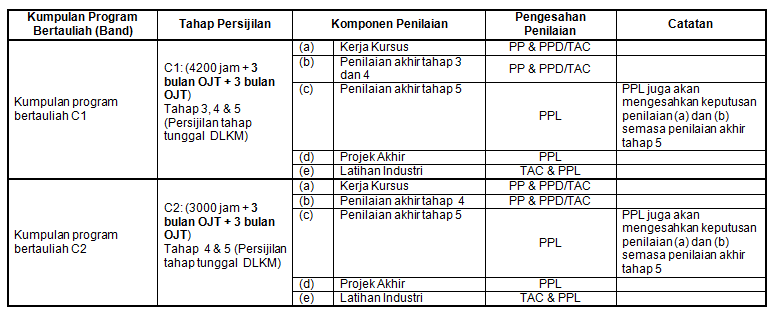 Kumpulan Program Bertauliah (Band)
Tahap Persijilan
Komponen Penilaian
Pengesahan Penilaian
Catatan
Kumpulan program bertauliah C1
C1: (4200 jam + 3
bulan OJT + 3 bulan
OJT)
Tahap 3, 4 & 5
(Persijilan tahap
tunggal DLKM)
(a) Kerja Kursus PP & PPD/TAC
(b) Penilaian akhir tahap 3
dan 4 PP & PPD/TAC
(c) Penilaian akhir tahap 5 PPL
PPL juga akan
mengesahkan keputusan
penilaian (a) dan (b)
semasa penilaian akhir
tahap 5
(d) Projek Akhir PPL
(e) Latihan Industri TAC & PPL
Kumpulan program
bertauliah C2
C2: (3000 jam + 3
bulan OJT + 3 bulan
OJT)
Tahap 4 & 5 (Persijilan
tahap tunggal DLKM)
(a) Kerja Kursus PP & PPD/TAC
(b) Penilaian akhir tahap 4 PP & PPD/TAC
(c) Penilaian akhir tahap 5 PPL
PPL juga akan
mengesahkan keputusan
penilaian (a) dan (b)
semasa penilaian akhir
tahap 5
(d) Projek Akhir PPL
(e) Latihan Industri TAC & PPL